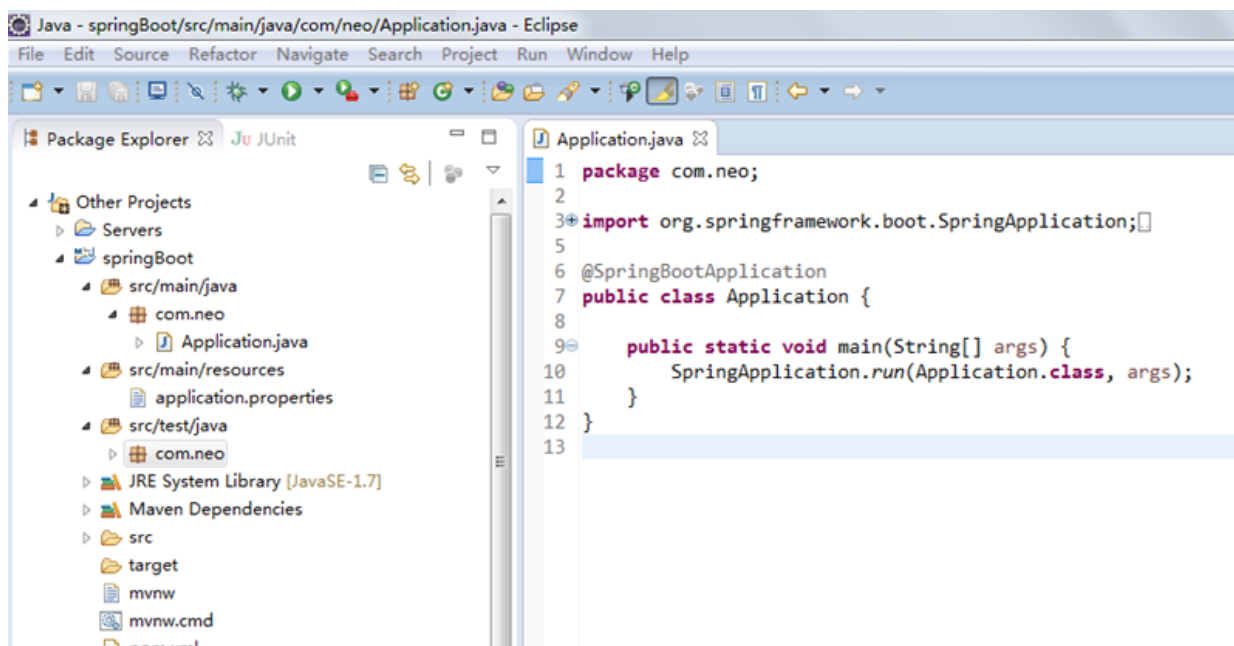 Java - springBoot/src/main/java/com/neo/Application.java - Eclipse
File Edit Source Refactor Navigate Search Project Run Window Help
Package Explorer Ju JUnit
Other Projects
Servers
springBoot
src/main/java
com.neo
Application.java
src/main/resources
application.properties
src/test/java
com.neo
JRE System Library [JavaSE-1.7]
Maven Dependencies
src
target
mvnw
mvnw.cmd
Application.java
1 package com.neo;
2
3 import org.springframework.boot.SpringApplication;
5
6 @SpringBootApplication
7 public class Application {
8
9 public static void main(String[] args) {
10 SpringApplication.run(Application.class, args);
11 }
12 }
13